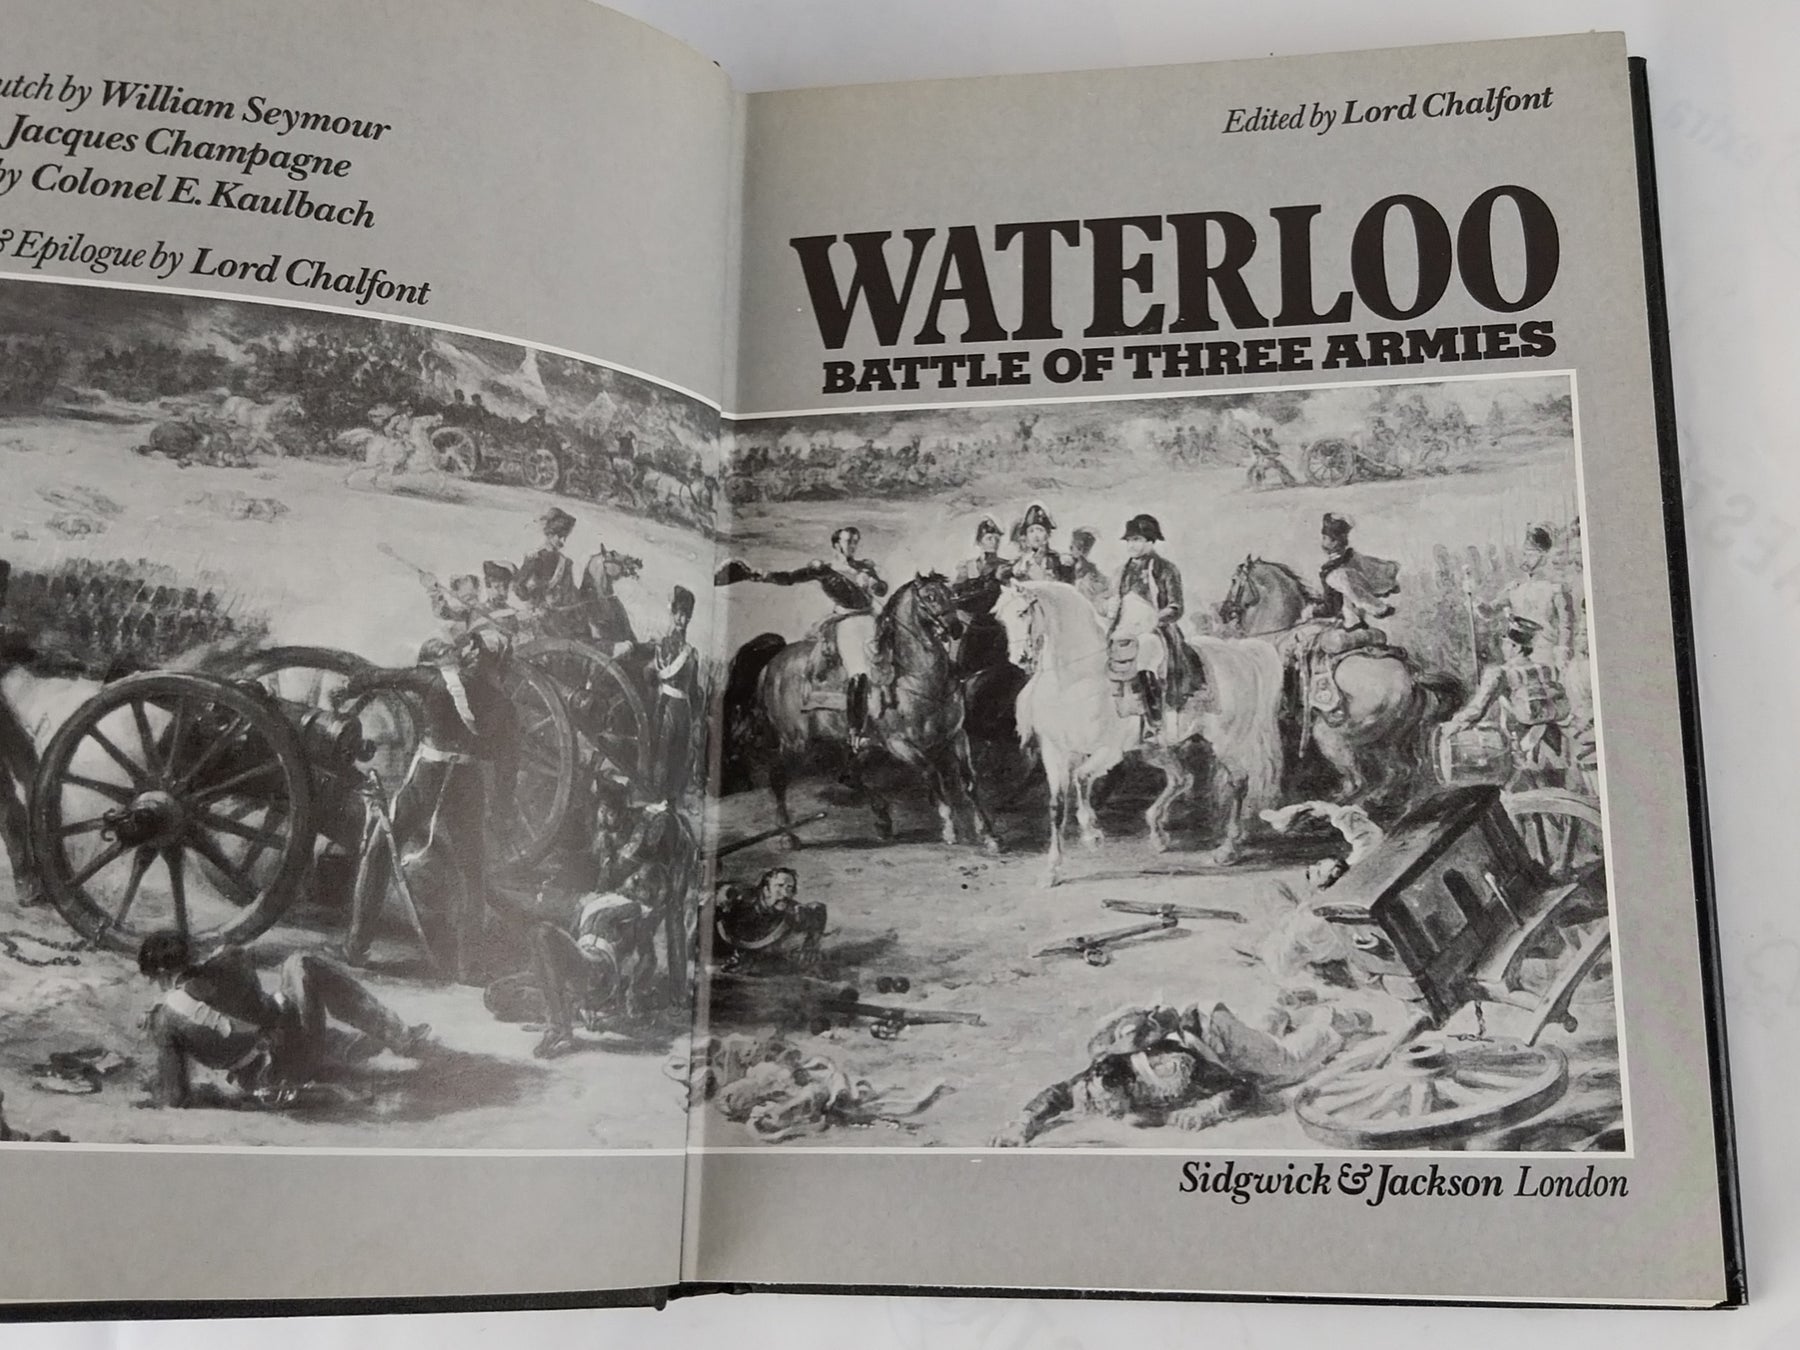 by William Seymour
Jacques Champagne
by Colonel E. Kaulbach
& Epilogue by Lord Chalfont
Edited by Lord Chalfont
WATERLOO
BATTLE OF THREE ARMIES
Sidgwick & Jackson London